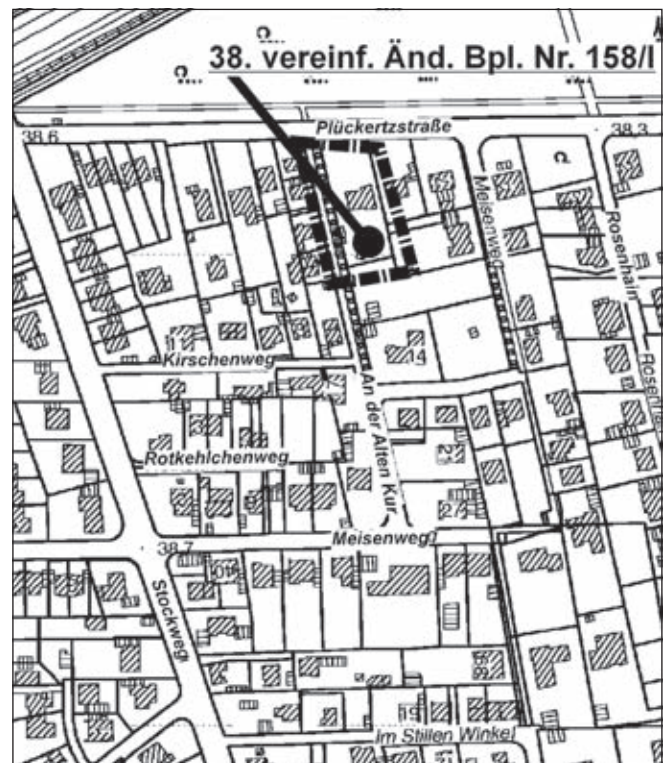 38. vereinf. Änd. Bpl. Nr. 158/I
Plückertzstraße
38.6
38.3
Meisenweg
Rosenhain
Rosenhain
Kirschenweg
14
An der Alten Kur
Rotkehlchenweg
Meisenweg
38.7
Stockweg
Im Stillen Winkel